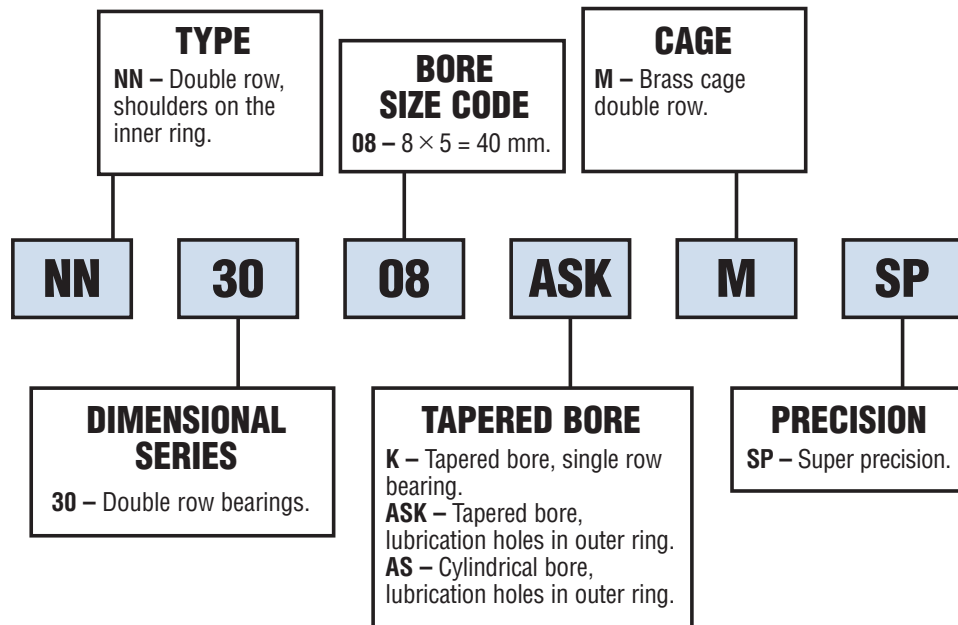 TYPE
NN – Double row,
shoulders on the
inner ring.
BORE
SIZE CODE
08 – 8 × 5 = 40 mm.
CAGE
M – Brass cage
double row.
NN
30
08
ASK
M
SP
DIMENSIONAL
SERIES
30 – Double row bearings.
TAPERED BORE
K – Tapered bore, single row
bearing.
ASK – Tapered bore,
lubrication holes in outer ring.
AS – Cylindrical bore,
lubrication holes in outer ring.
PRECISION
SP – Super precision.